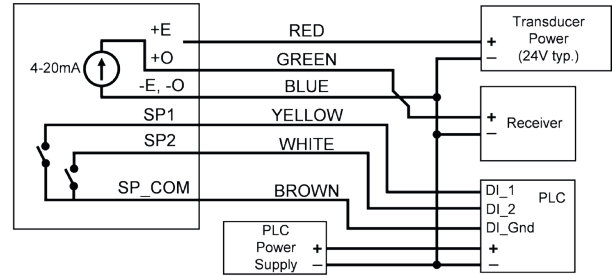 +E
RED
+O
GREEN
4-20mA
-E, -O
BLUE
SP1
YELLOW
SP2
WHITE
SP_COM
BROWN
Transducer
Power
(24V typ.)
+
–
+
Receiver
–
DI_1
PLC
DI_2
DI_Gnd
+
–
PLC
Power +
Supply –